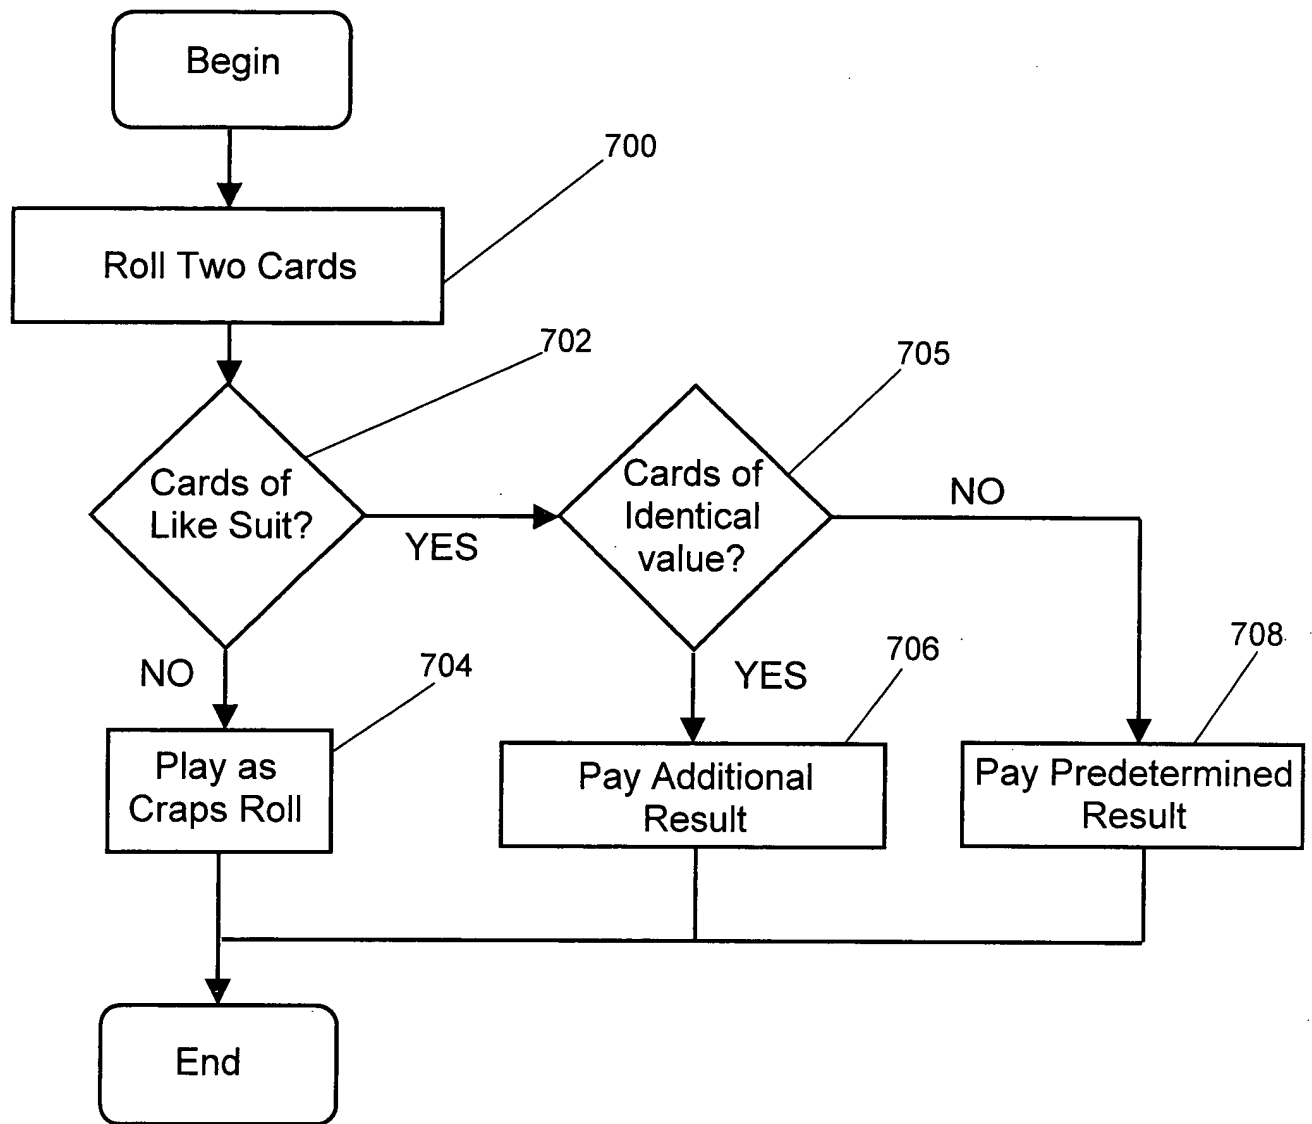 Begin
700
Roll Two Cards
702
705
Cards of
Like Suit?
YES
Cards of
Identical
value?
NO
NO
704
YES
706
708
Play as
Craps Roll
Pay Additional
Result
Pay Predetermined
Result
End